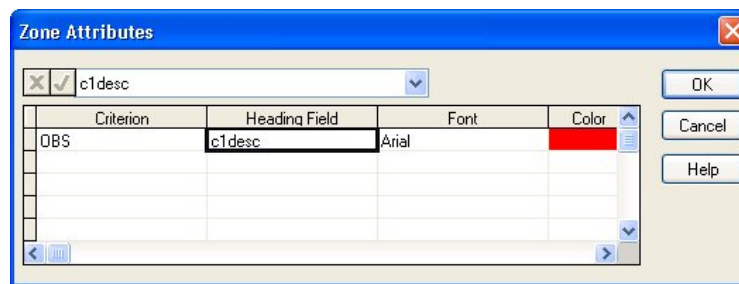 Zone Attributes
c1desc
OK
Criterion Heading Field Font Color
Cancel
OBS c1desc Arial
Help